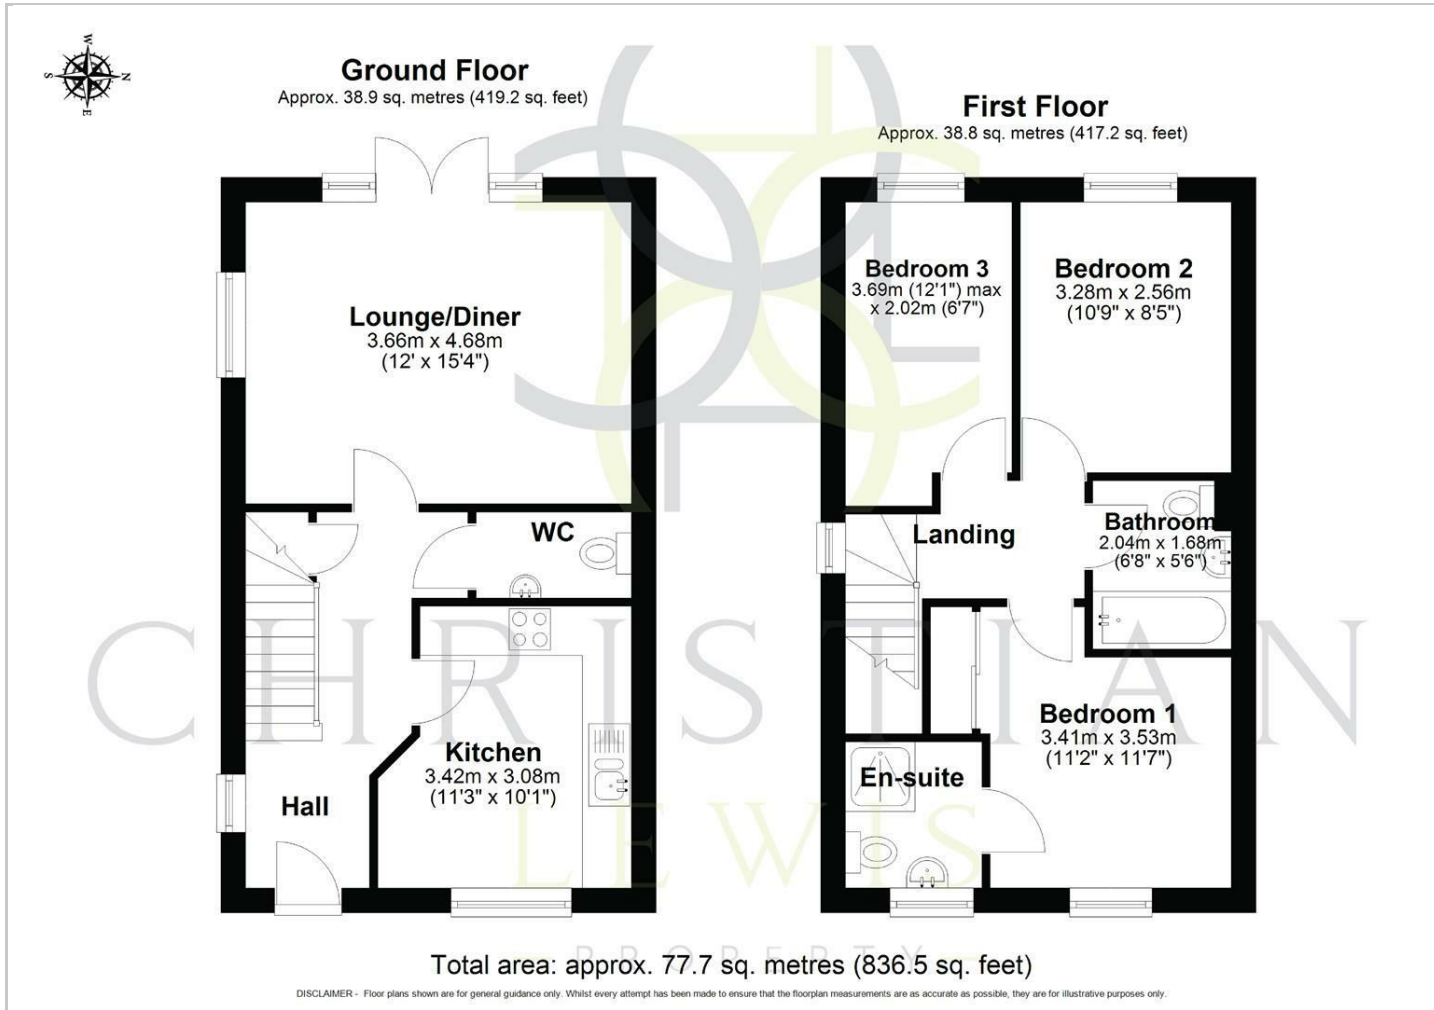 W
S
N
E
Ground Floor
Approx. 38.9 sq. metres (419.2 sq. feet)
First Floor
Approx. 38.8 sq. metres (417.2 sq. feet)
Lounge/Diner
3.66m x 4.68m
(12' x 15'4")
WC
Kitchen
3.42m x 3.08m
(11'3" x 10'1")
Hall
Bedroom 3
3.69m (12'1") max
x 2.02m (6'7")
Bedroom 2
3.28m x 2.56m
(10'9" x 8'5")
Landing
Bathroom
2.04m x 1.68m
(6'8" x 5'6")
Bedroom 1
3.41m x 3.53m
(11'2" x 11'7")
En-suite
CHRISTIAN
LEWIS
PROPERTY
Total area: approx. 77.7 sq. metres (836.5 sq. feet)
DISCLAIMER - Floor plans shown are for general guidance only. Whilst every attempt has been made to ensure that the floorplan measurements are as accurate as possible, they are for illustrative purposes only.